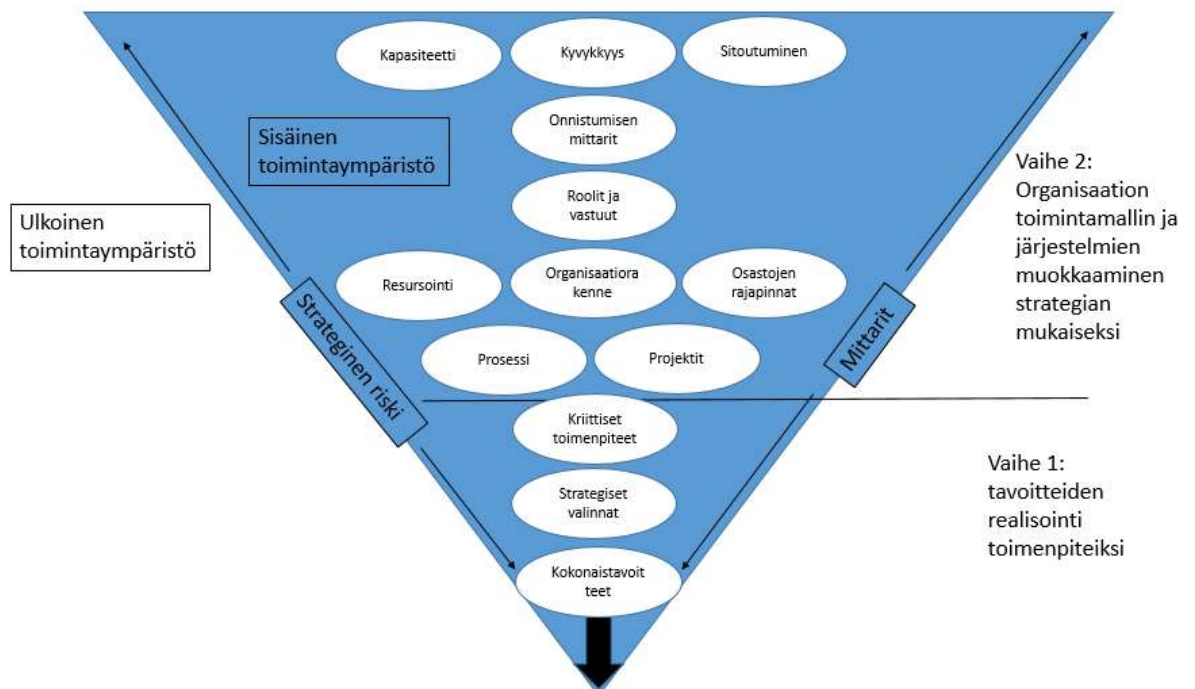 Kapasiteetti
Kyvykkyys
Sitoutuminen
Onnistumisen
mittarit
Sisäinen
toimintaympäristö
Roolit ja
vastuut
Ulkoinen
toimintaympäristö
Resursointi
Organisaatiora
kenne
Osastojen
rajapinnat
Strateginen riski
Mittarit
Prosessi
Projektit
Vaihe 2:
Organisaation
toimintamallin ja
järjestelmien
muokkaaminen
strategian
mukaiseksi
Kriittiset
toimenpiteet
Strategiset
valinnat
Kokonaistavoit
teet
Vaihe 1:
tavoitteiden
realisointi
toimenpiteiksi